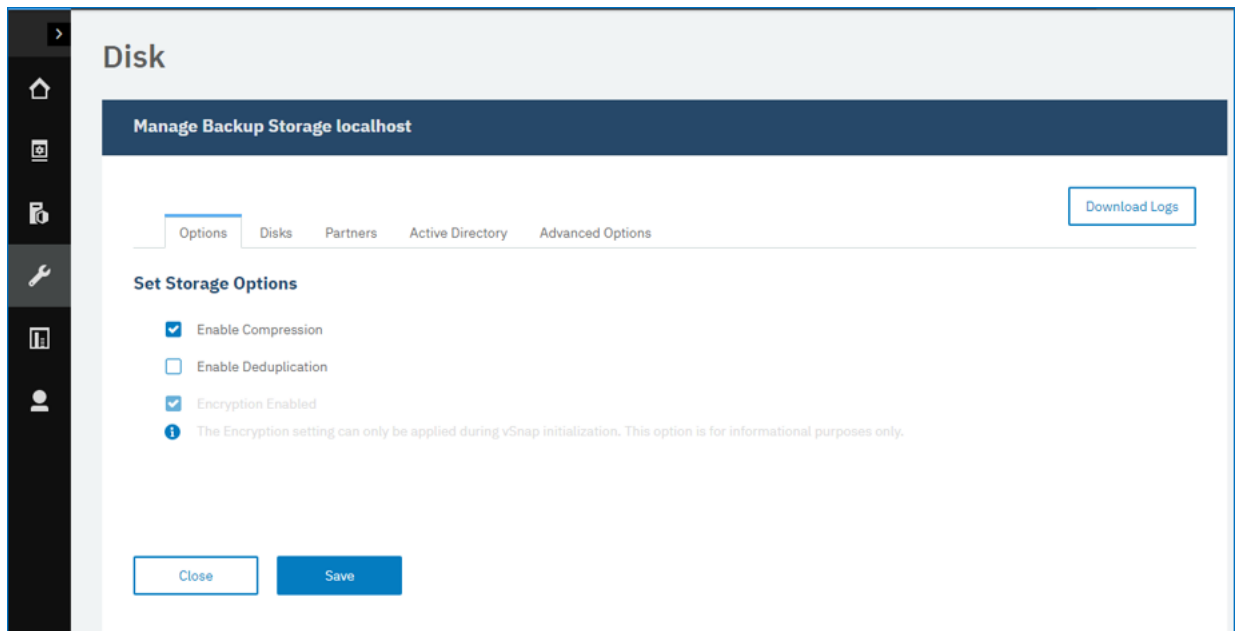 Disk
Manage Backup Storage localhost
Download Logs
Options Disks Partners Active Directory Advanced Options
Set Storage Options
Enable Compression
Enable Deduplication
Encryption Enabled
The Encryption setting can only be applied during vSnap initialization. This option is for informational purposes only.
Close Save